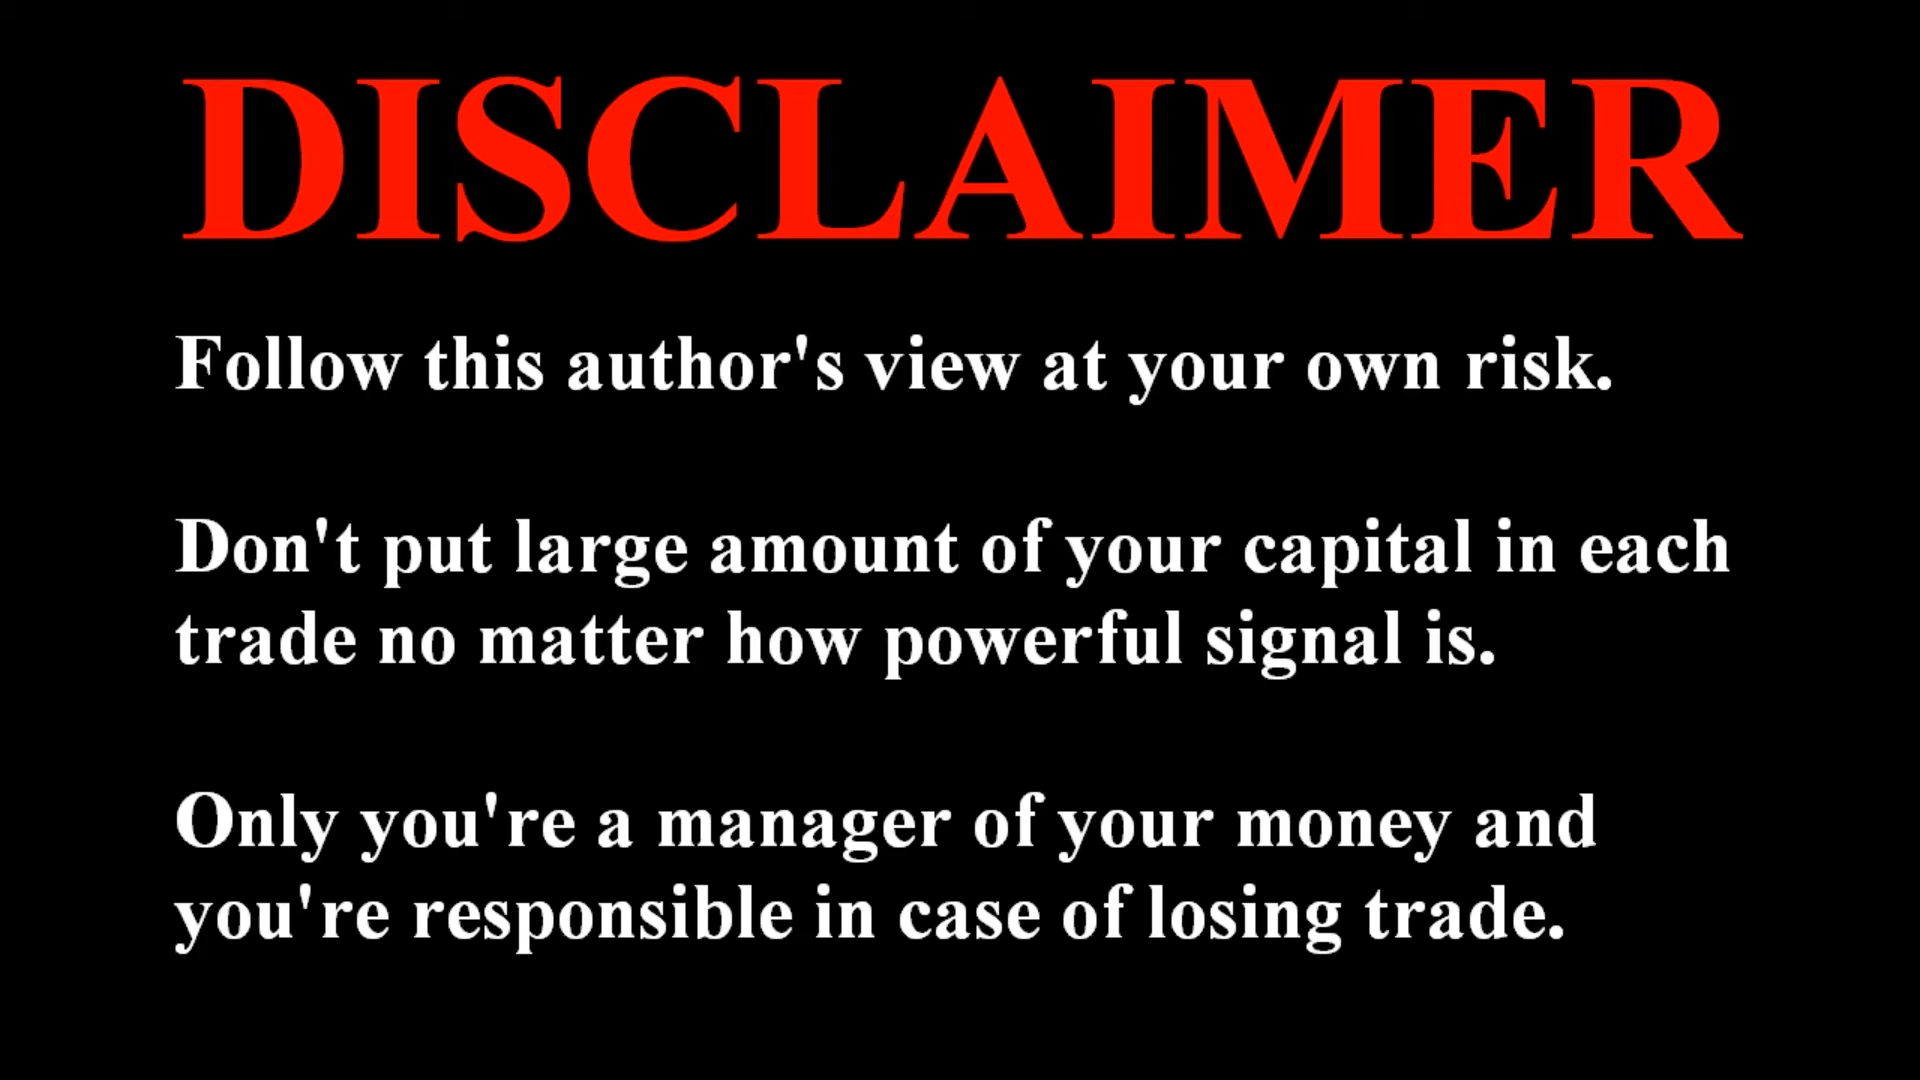 DISCLAIMER
Follow this author's view at your own risk.
Don't put large amount of your capital in each
trade no matter how powerful signal is.
Only you're a manager of your money and
you're responsible in case of losing trade.